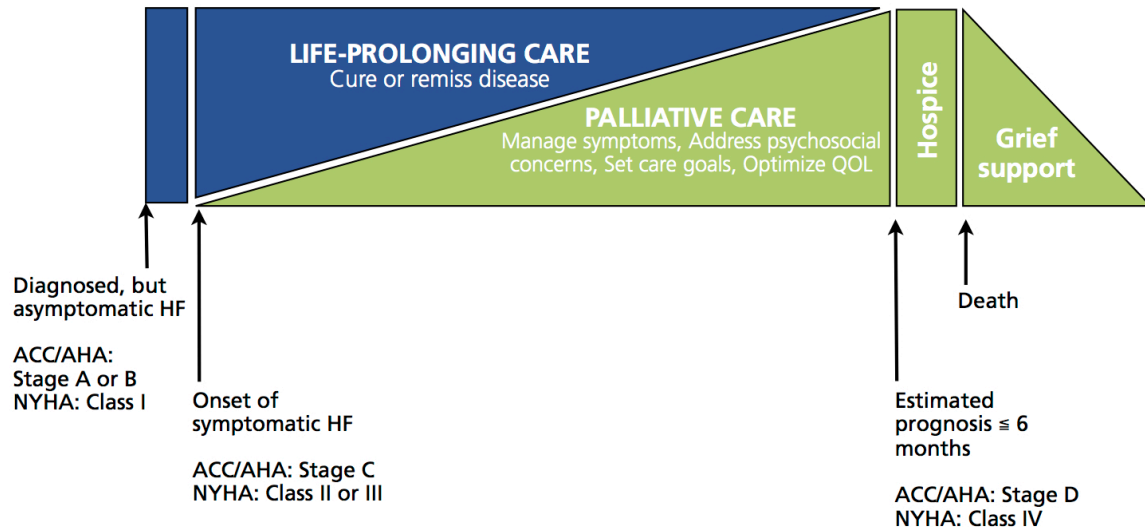 LIFE-PROLONGING CARE
Cure or remiss disease
PALLIATIVE CARE
Manage symptoms, Address psychosocial
concerns, Set care goals, Optimize QOL
Hospice
Grief
support
Diagnosed, but
asymptomatic HF
ACC/AHA:
Stage A or B
NYHA: Class I
Onset of
symptomatic HF
ACC/AHA: Stage C
NYHA: Class II or III
Estimated
prognosis ≦ 6
months
ACC/AHA: Stage D
NYHA: Class IV
Death